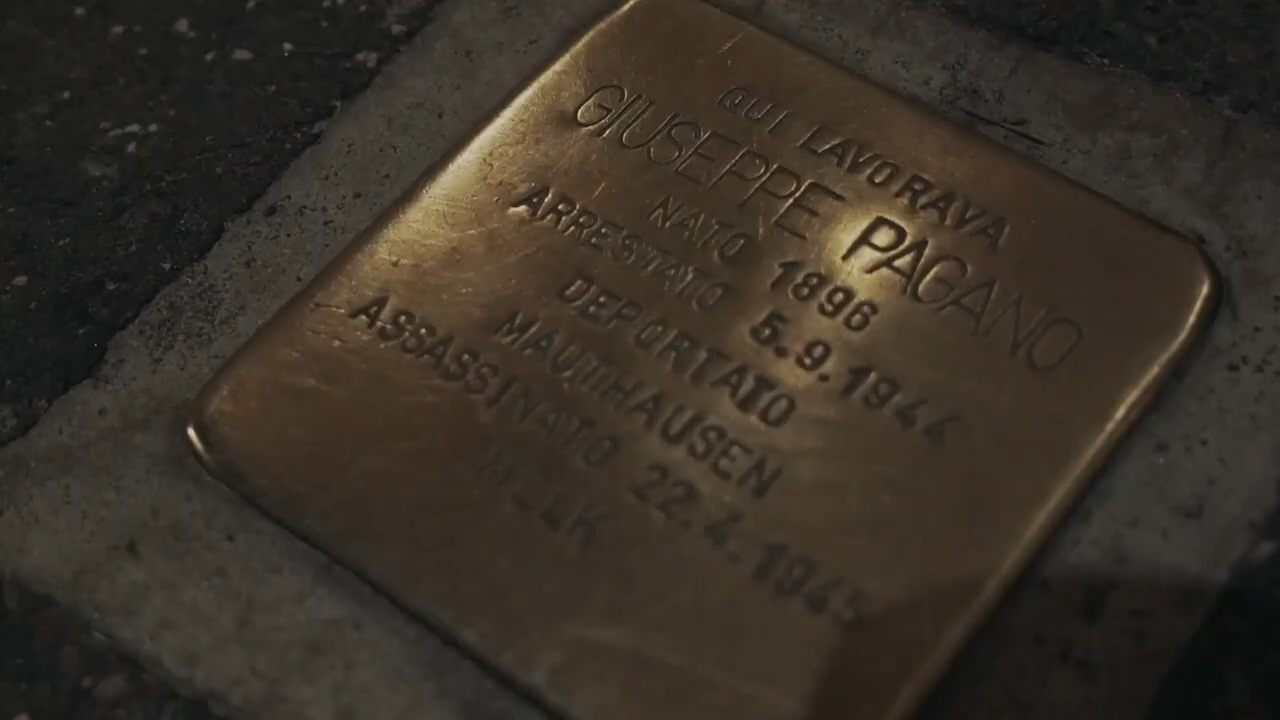 QUI LAVORAVA
GIUSEPPE PAGANO
NATO 1896
ARRESTATO 5.9.1944
DEPORTATO
MAUTHAUSEN
ASSASSINATO 22.4.1945